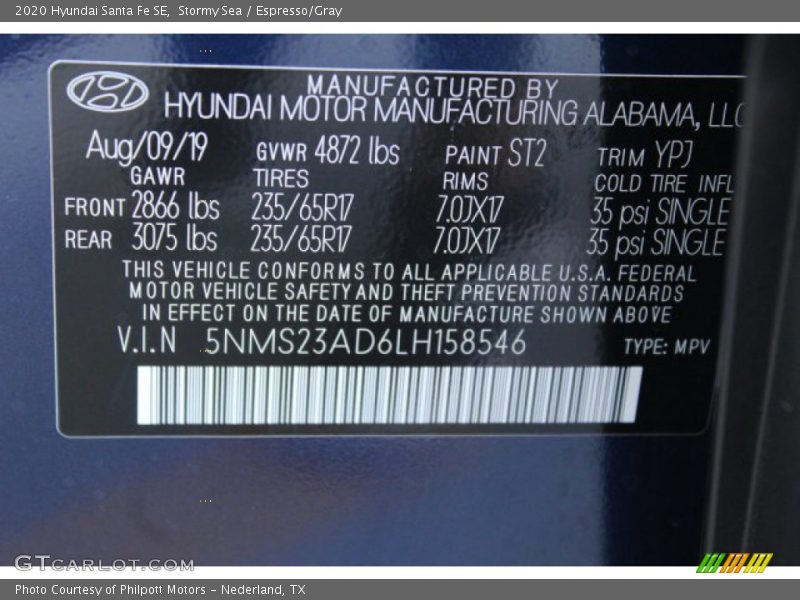 2020 Hyundai Santa Fe SE, Stormy Sea / Espresso/Gray
MANUFACTURED BY
HYUNDAI MOTOR MANUFACTURING ALABAMA, LLC
Aug/09/19 GVWR 4872 lbs PAINT ST2 TRIM YPJ
GAWR TIRES RIMS COLD TIRE INFL
FRONT 2866 lbs 235/65R17 7.0JX17 35 psi SINGLE
REAR 3075 lbs 235/65R17 7.0JX17 35 psi SINGLE
THIS VEHICLE CONFORMS TO ALL APPLICABLE U.S.A. FEDERAL
MOTOR VEHICLE SAFETY AND THEFT PREVENTION STANDARDS
IN EFFECT ON THE DATE OF MANUFACTURE SHOWN ABOVE
V.I.N 5NMS23AD6LH158546 TYPE: MPV
GTCARLOT.COM
Photo Courtesy of Philpott Motors - Nederland, TX